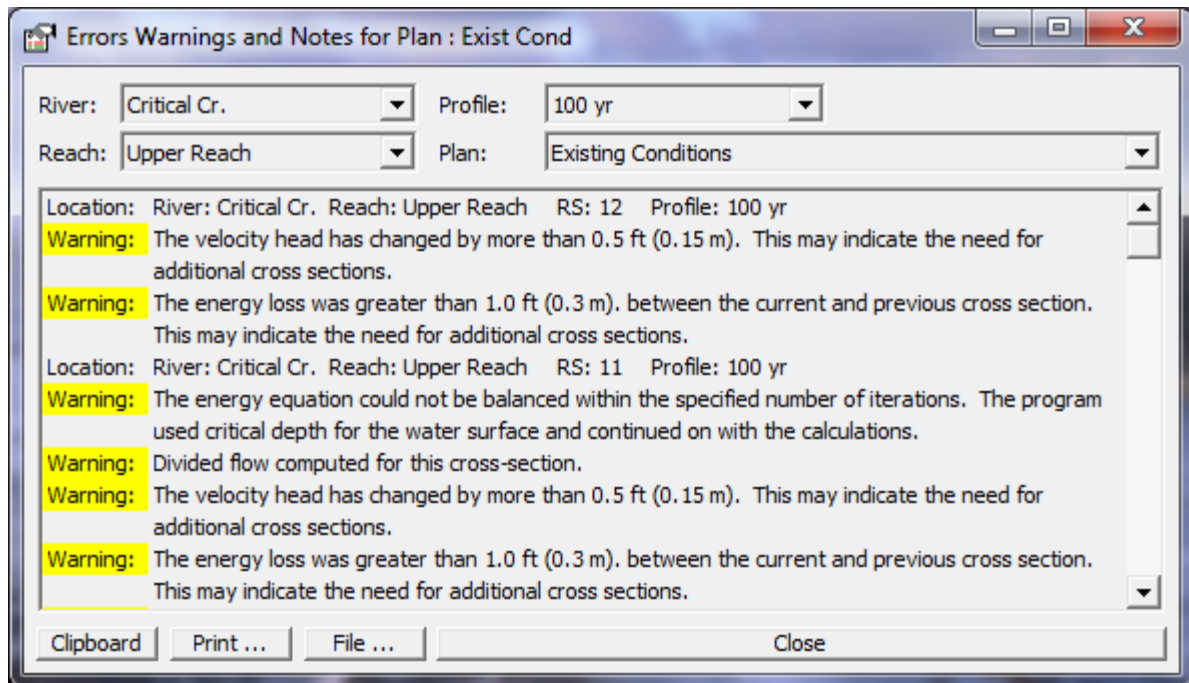 Errors Warnings and Notes for Plan : Exist Cond
River: Critical Cr. Profile: 100 yr
Reach: Upper Reach Plan: Existing Conditions
Location: River: Critical Cr. Reach: Upper Reach RS: 12 Profile: 100 yr
Warning: The velocity head has changed by more than 0.5 ft (0.15 m). This may indicate the need for
additional cross sections.
Warning: The energy loss was greater than 1.0 ft (0.3 m). between the current and previous cross section.
This may indicate the need for additional cross sections.
Location: River: Critical Cr. Reach: Upper Reach RS: 11 Profile: 100 yr
Warning: The energy equation could not be balanced within the specified number of iterations. The program
used critical depth for the water surface and continued on with the calculations.
Warning: Divided flow computed for this cross-section.
Warning: The velocity head has changed by more than 0.5 ft (0.15 m). This may indicate the need for
additional cross sections.
Warning: The energy loss was greater than 1.0 ft (0.3 m). between the current and previous cross section.
This may indicate the need for additional cross sections.
Clipboard Print ... File ... Close